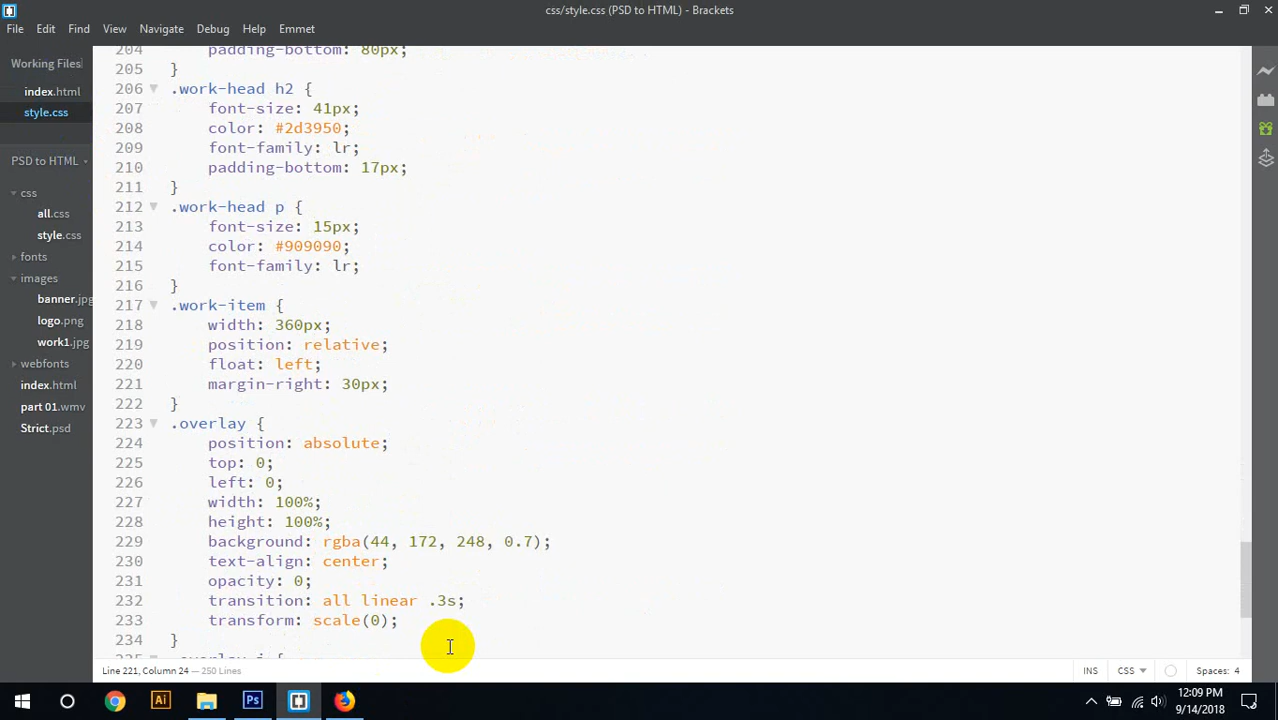 css/style.css (PSD to HTML) - Brackets
File Edit Find View Navigate Debug Help Emmet
Working Files
index.html
style.css
PSD to HTML
css
all.css
style.css
fonts
images
banner.jpg
logo.png
work1.jpg
webfonts
index.html
part 01.wmv
Strict.psd
204 padding-bottom: 80px;
205 }
206 .work-head h2 {
207 font-size: 41px;
208 color: #2d3950;
209 font-family: lr;
210 padding-bottom: 17px;
211 }
212 .work-head p {
213 font-size: 15px;
214 color: #909090;
215 font-family: lr;
216 }
217 .work-item {
218 width: 360px;
219 position: relative;
220 float: left;
221 margin-right: 30px;
222 }
223 .overlay {
224 position: absolute;
225 top: 0;
226 left: 0;
227 width: 100%;
228 height: 100%;
229 background: rgba(44, 172, 248, 0.7);
230 text-align: center;
231 opacity: 0;
232 transition: all linear .3s;
233 transform: scale(0);
234 }
235 .overlay i {
Line 221, Column 24 — 250 Lines INS CSS Spaces: 4
Ai Ps
12:09 PM
9/14/2018